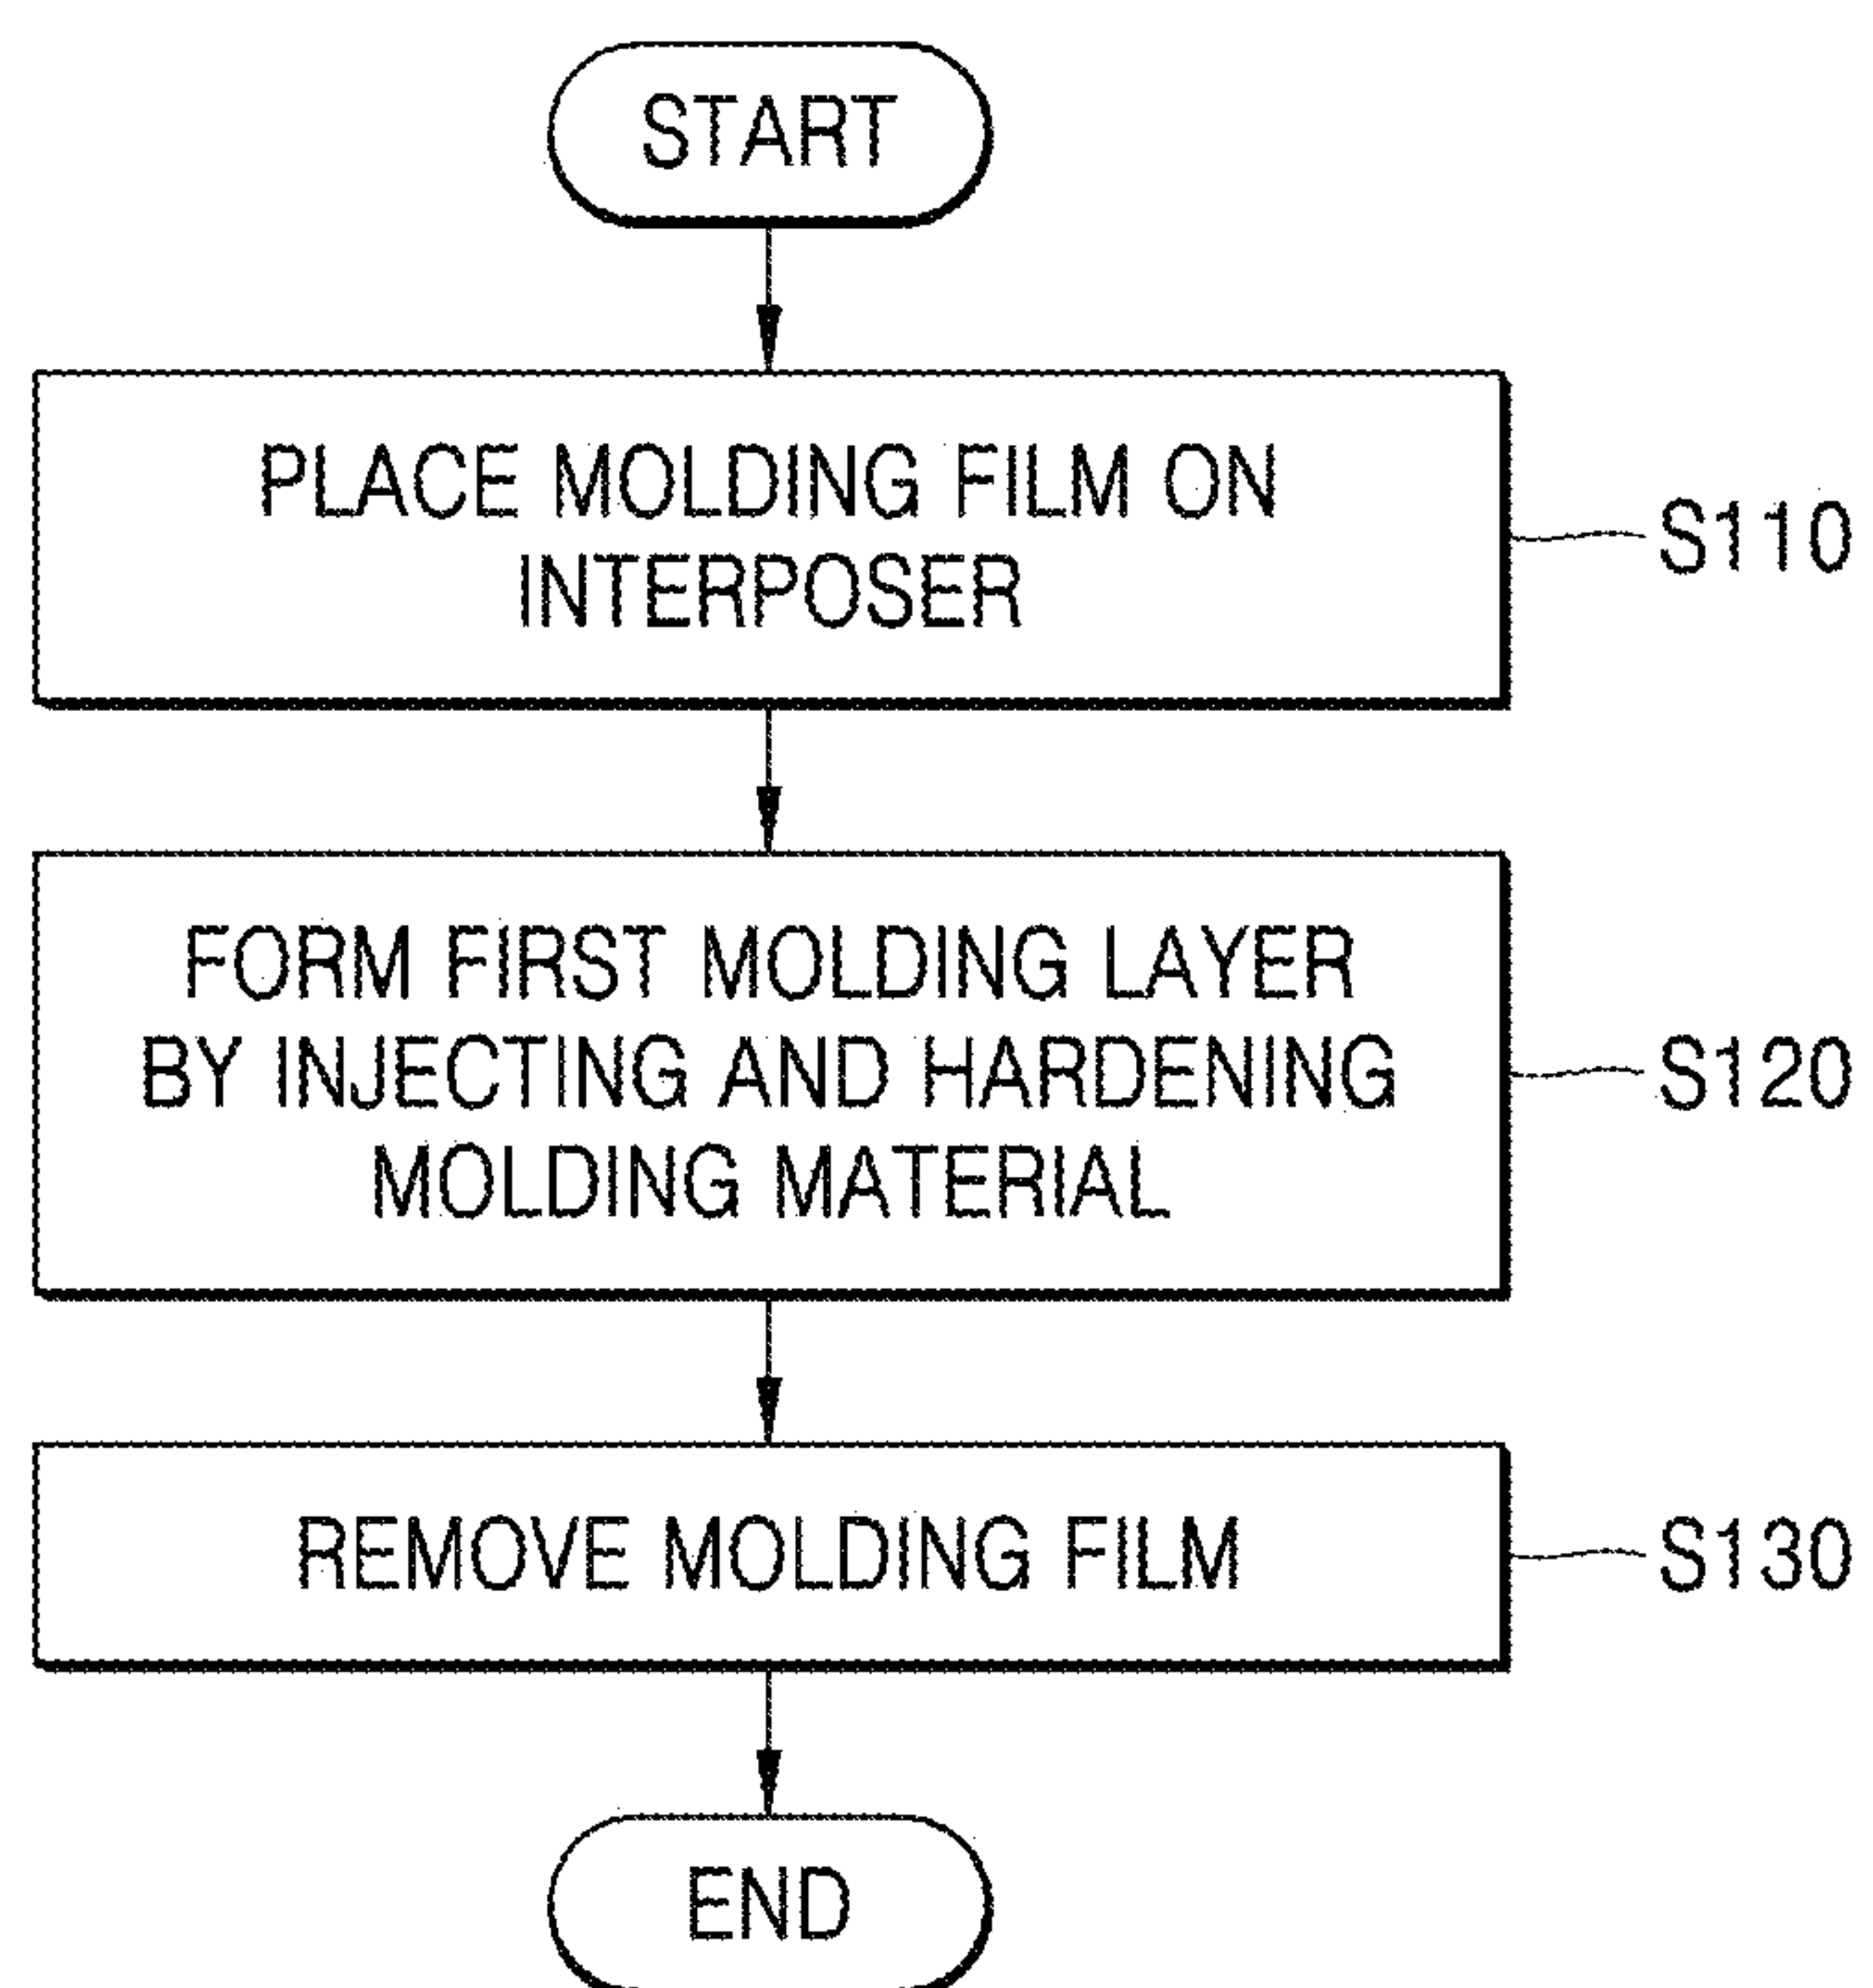 START
PLACE MOLDING FILM ON
INTERPOSER
S110
FORM FIRST MOLDING LAYER
BY INJECTING AND HARDENING
MOLDING MATERIAL
S120
REMOVE MOLDING FILM
S130
END